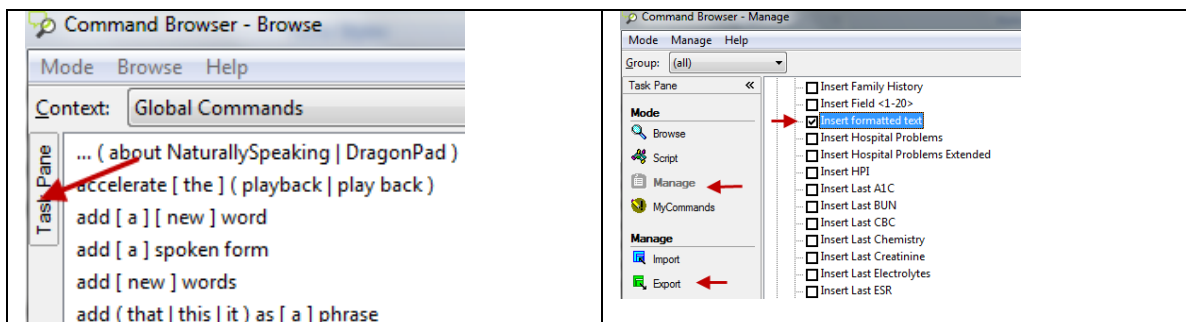 Command Browser - Browse
Mode Browse Help
Context: Global Commands
Task Pane
... ( about NaturallySpeaking | DragonPad )
accelerate [ the ] ( playback | play back )
add [ a ] [ new ] word
add [ a ] spoken form
add [ new ] words
add ( that | this | it ) as [ a ] phrase
Command Browser - Manage
Mode Manage Help
Group: (all)
Task Pane «
Mode
Browse
Script
Manage
MyCommands
Manage
Import
Export
Insert Family History
Insert Field <1-20>
Insert formatted text
Insert Hospital Problems
Insert Hospital Problems Extended
Insert HPI
Insert Last A1C
Insert Last BUN
Insert Last CBC
Insert Last Chemistry
Insert Last Creatinine
Insert Last Electrolytes
Insert Last ESR